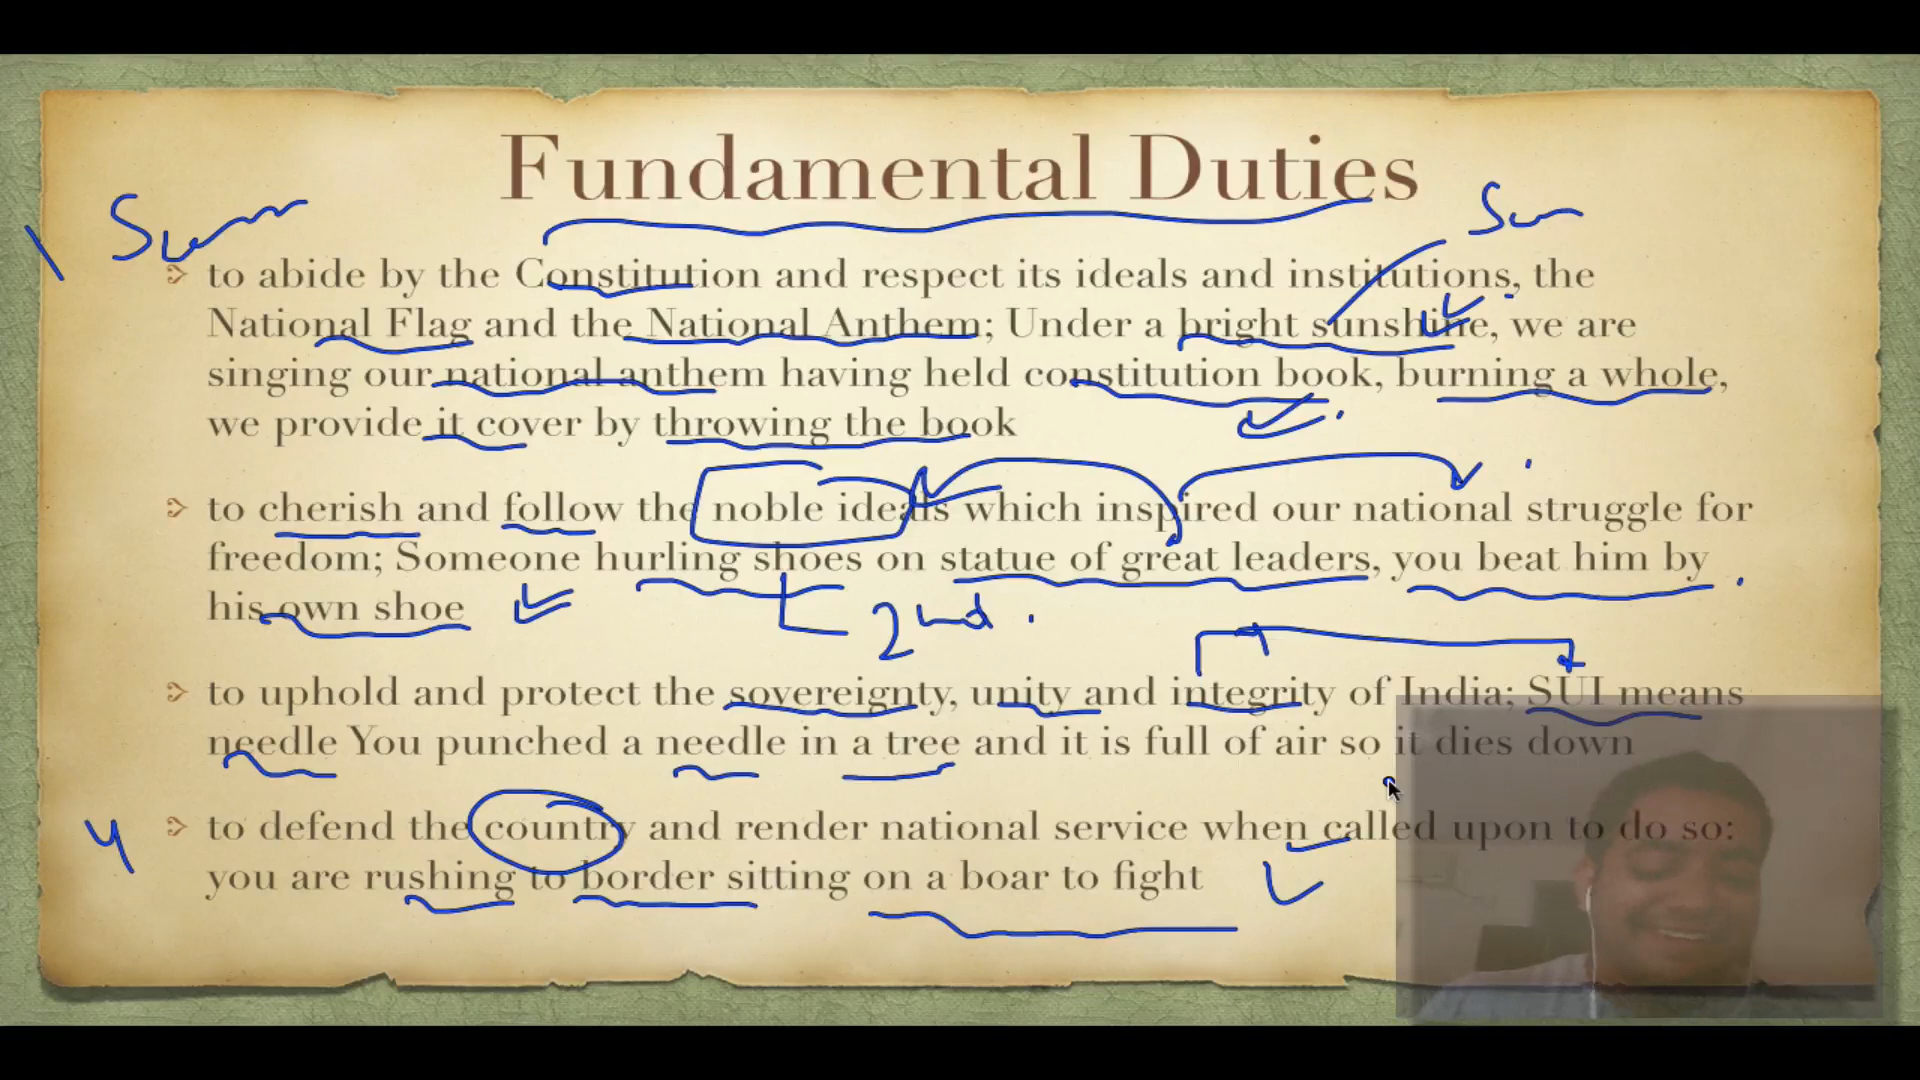 Fundamental Duties
Sun
1 Sun
to abide by the Constitution and respect its ideals and institutions, the
National Flag and the National Anthem; Under a bright sunshine, we are
singing our national anthem having held constitution book, burning a whole,
we provide it cover by throwing the book
to cherish and follow the noble ideals which inspired our national struggle for
freedom; Someone hurling shoes on statue of great leaders, you beat him by
his own shoe
2nd.
to uphold and protect the sovereignty, unity and integrity of India; SUI means
needle You punched a needle in a tree and it is full of air so it dies down
4 to defend the country and render national service when called upon to do so:
you are rushing to border sitting on a boar to fight